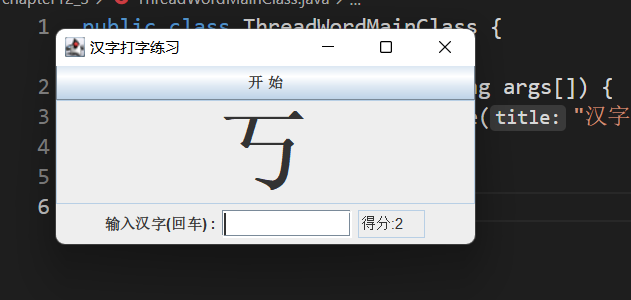 chapter12_3 > ThreadWordMainClass.java > ...
1 public class ThreadWordMainClass {
汉字打字练习
开 始
2 ng args[]) {
3 e(title: "汉字
丂
4
5
6
输入汉字(回车) : 得分:2